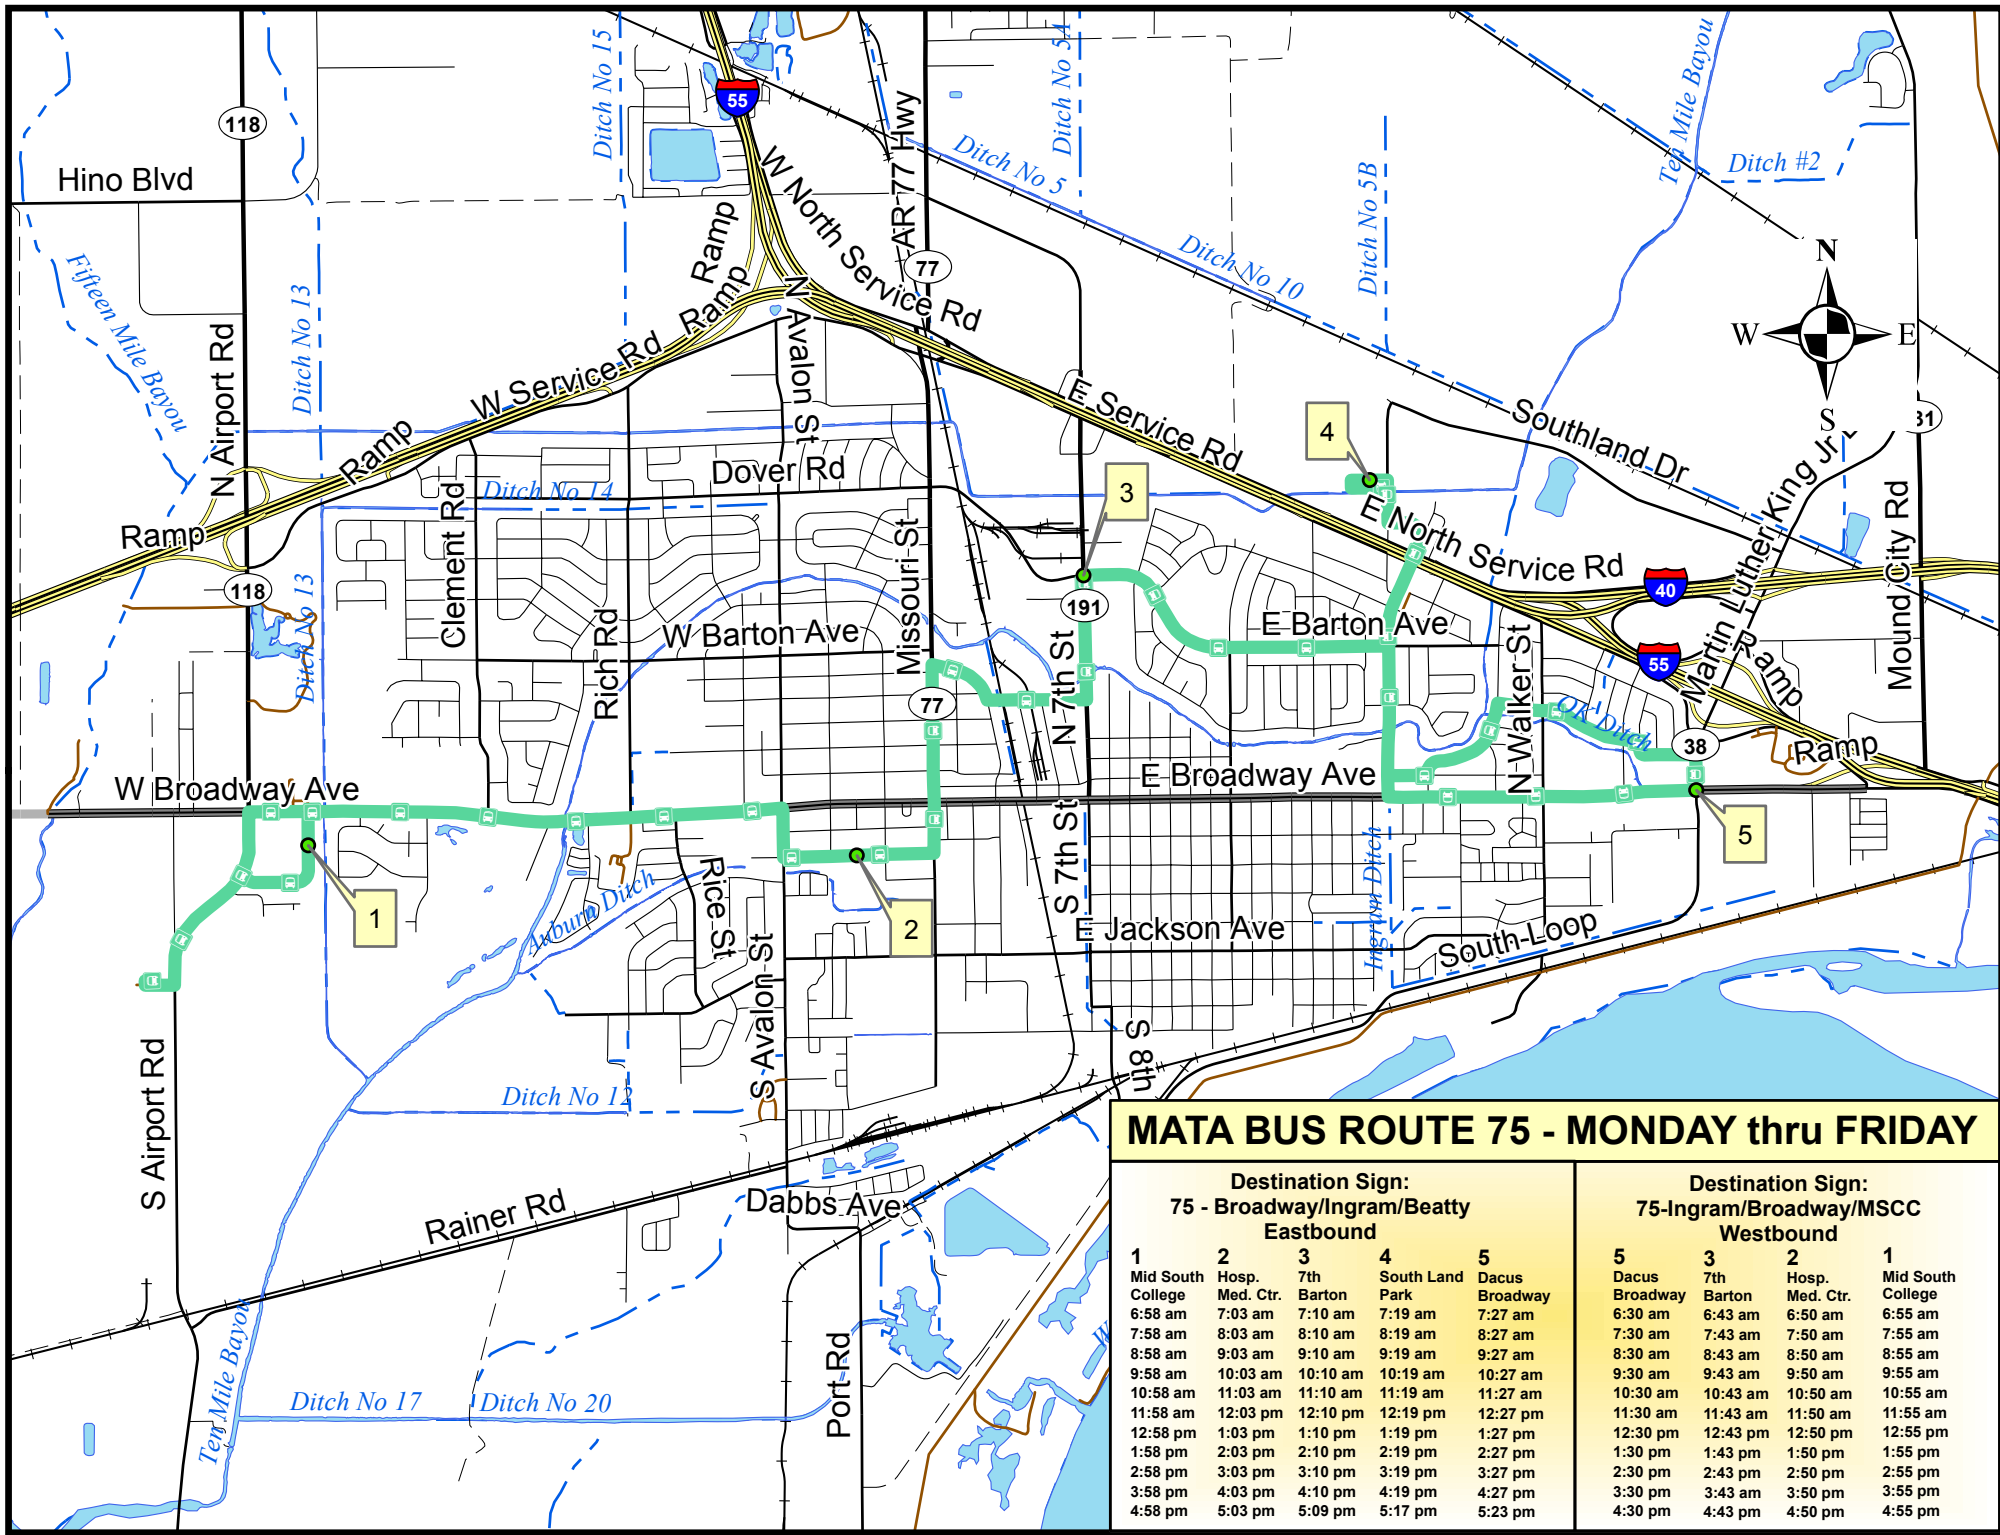 Ditch No 15
Ditch No 5A
Ten Mile Bayou
55
118
Hino Blvd
AR 77 Hwy
W North Service Rd
Ditch No 5
Ditch No 5B
Ditch #2
Ramp
77
Ditch No 10
N
W
E
S
Fifteen Mile Bayou
Ditch No 13
N Airport Rd
Ramp
N Avalon St
W Service Rd
E Service Rd
Southland Dr
4
Ramp
Dover Rd
Ditch No 14
3
Clement Rd
Missouri St
E North Service Rd
Martin Luther King Jr
Mound City Rd
Ramp
118
Ditch No 13
Rich Rd
W Barton Ave
191
E Barton Ave
40
55
Ramp
77
N 7th St
N Walker St
OK Ditch
38
Ramp
W Broadway Ave
E Broadway Ave
1
2
5
Rice St
Auburn Ditch
S 7th St
Ingram Ditch
E Jackson Ave
South-Loop
S Avalon St
S 8th
S Airport Rd
Ditch No 12
Rainer Rd
Dabbs Ave
Port Rd
Ten Mile Bayou
Ditch No 17
Ditch No 20
MATA BUS ROUTE 75 - MONDAY thru FRIDAY
Destination Sign:
75 - Broadway/Ingram/Beatty
Eastbound
1 2 3 4 5
Mid South Hosp. 7th South Land Dacus
College Med. Ctr. Barton Park Broadway
6:58 am 7:03 am 7:10 am 7:19 am 7:27 am
7:58 am 8:03 am 8:10 am 8:19 am 8:27 am
8:58 am 9:03 am 9:10 am 9:19 am 9:27 am
9:58 am 10:03 am 10:10 am 10:19 am 10:27 am
10:58 am 11:03 am 11:10 am 11:19 am 11:27 am
11:58 am 12:03 pm 12:10 pm 12:19 pm 12:27 pm
12:58 pm 1:03 pm 1:10 pm 1:19 pm 1:27 pm
1:58 pm 2:03 pm 2:10 pm 2:19 pm 2:27 pm
2:58 pm 3:03 pm 3:10 pm 3:19 pm 3:27 pm
3:58 pm 4:03 pm 4:10 pm 4:19 pm 4:27 pm
4:58 pm 5:03 pm 5:09 pm 5:17 pm 5:23 pm
Destination Sign:
75-Ingram/Broadway/MSCC
Westbound
5 3 2 1
Dacus 7th Hosp. Mid South
Broadway Barton Med. Ctr. College
6:30 am 6:43 am 6:50 am 6:55 am
7:30 am 7:43 am 7:50 am 7:55 am
8:30 am 8:43 am 8:50 am 8:55 am
9:30 am 9:43 am 9:50 am 9:55 am
10:30 am 10:43 am 10:50 am 10:55 am
11:30 am 11:43 am 11:50 am 11:55 am
12:30 pm 12:43 pm 12:50 pm 12:55 pm
1:30 pm 1:43 pm 1:50 pm 1:55 pm
2:30 pm 2:43 pm 2:50 pm 2:55 pm
3:30 pm 3:43 am 3:50 pm 3:55 pm
4:30 pm 4:43 pm 4:50 pm 4:55 pm